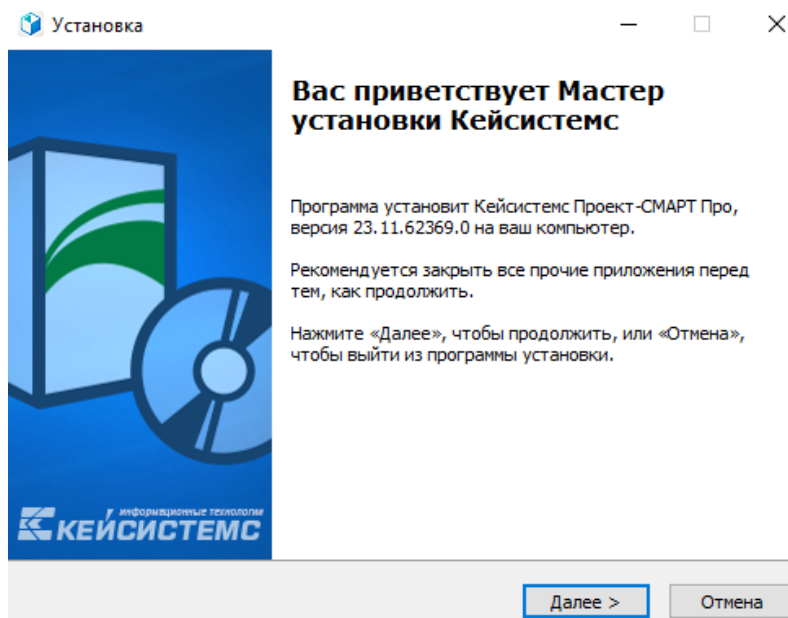 Установка
Вас приветствует Мастер
установки Кейсистемс
Программа установит Кейсистемс Проект-СМАРТ Про,
версия 23.11.62369.0 на ваш компьютер.
Рекомендуется закрыть все прочие приложения перед
тем, как продолжить.
Нажмите «Далее», чтобы продолжить, или «Отмена»,
чтобы выйти из программы установки.
информационные технологии
КЕЙСИСТЕМС
Далее >
Отмена